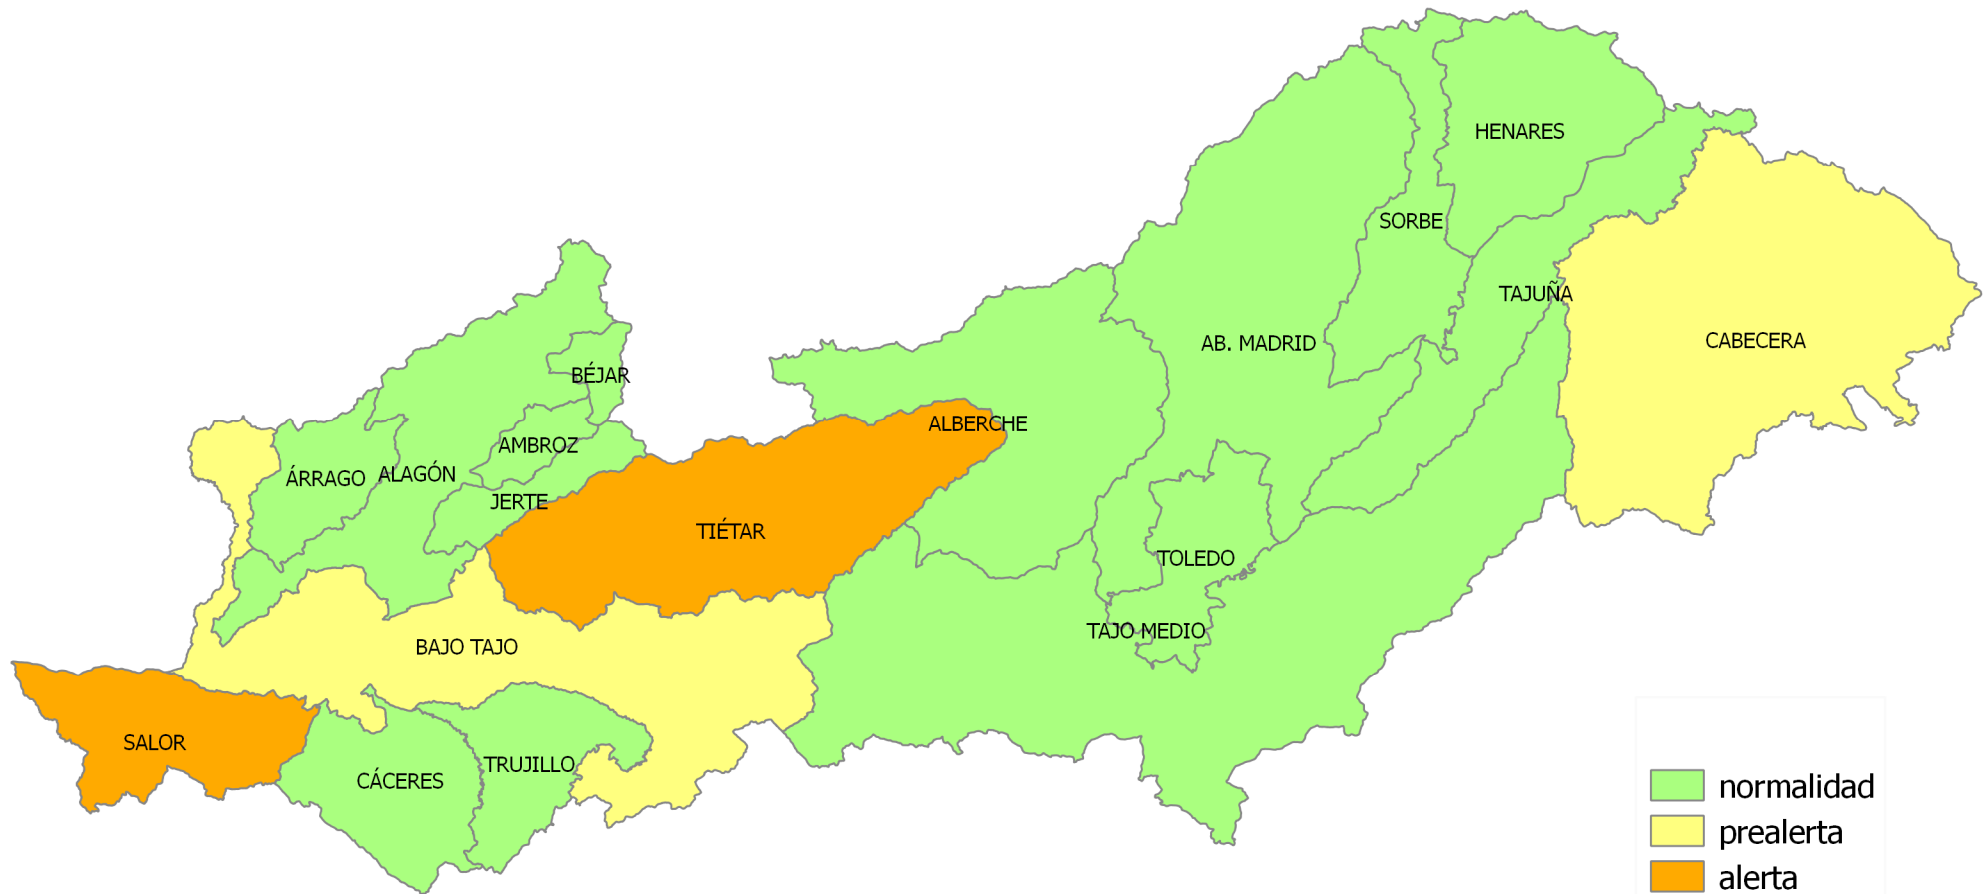 HENARES
SORBE
TAJUÑA
CABECERA
AB. MADRID
BÉJAR
ALBERCHE
AMBROZ
ÁRRAGO
ALAGÓN
JERTE
TIÉTAR
TOLEDO
TAJO MEDIO
BAJO TAJO
SALOR
TRUJILLO
CÁCERES
normalidad
prealerta
alerta